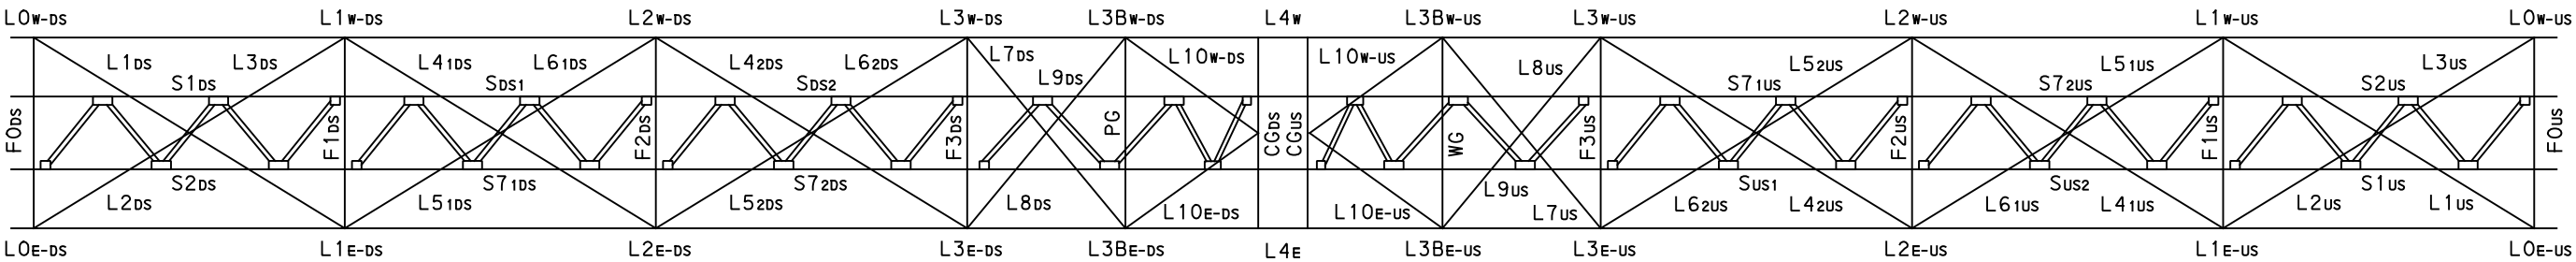 L0W-DS L1W-DS L2W-DS L3W-DS L3BW-DS L4W L3BW-US L3W-US L2W-US L1W-US L0W-US
L1DS L3DS L41DS L61DS L42DS L62DS L7DS L10W-DS L10W-US L8US L52US L51US L3US
S1DS SDS1 SDS2 L9DS S71US S72US S2US
F0DS F1DS F2DS F3DS PG CGDS CGUS WG F3US F2US F1US F0US
S2DS S71DS S72DS L9US SUS1 SUS2 S1US
L2DS L51DS L52DS L8DS L10E-DS L10E-US L7US L62US L42US L61US L41US L2US L1US
L0E-DS L1E-DS L2E-DS L3E-DS L3BE-DS L4E L3BE-US L3E-US L2E-US L1E-US L0E-US